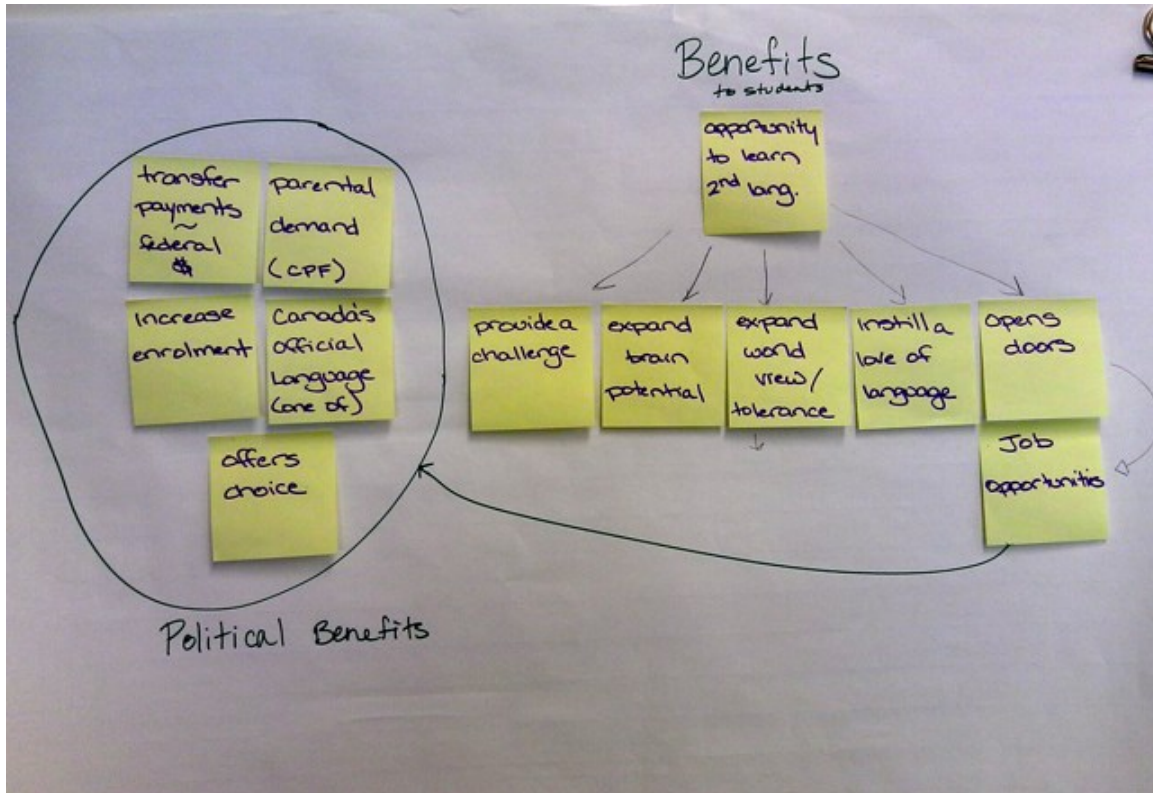 Benefits
to students
opportunity
to learn
2nd lang.
transfer
payments
~
federal
$
parental
demand
(CPF)
increase
enrolment
Canada's
official
Language
(one of)
offers
choice
Political Benefits
provide a
challenge
expand
brain
potential
expand
world
view/
tolerance
instill a
love of
language
opens
doors
Job
opportunities